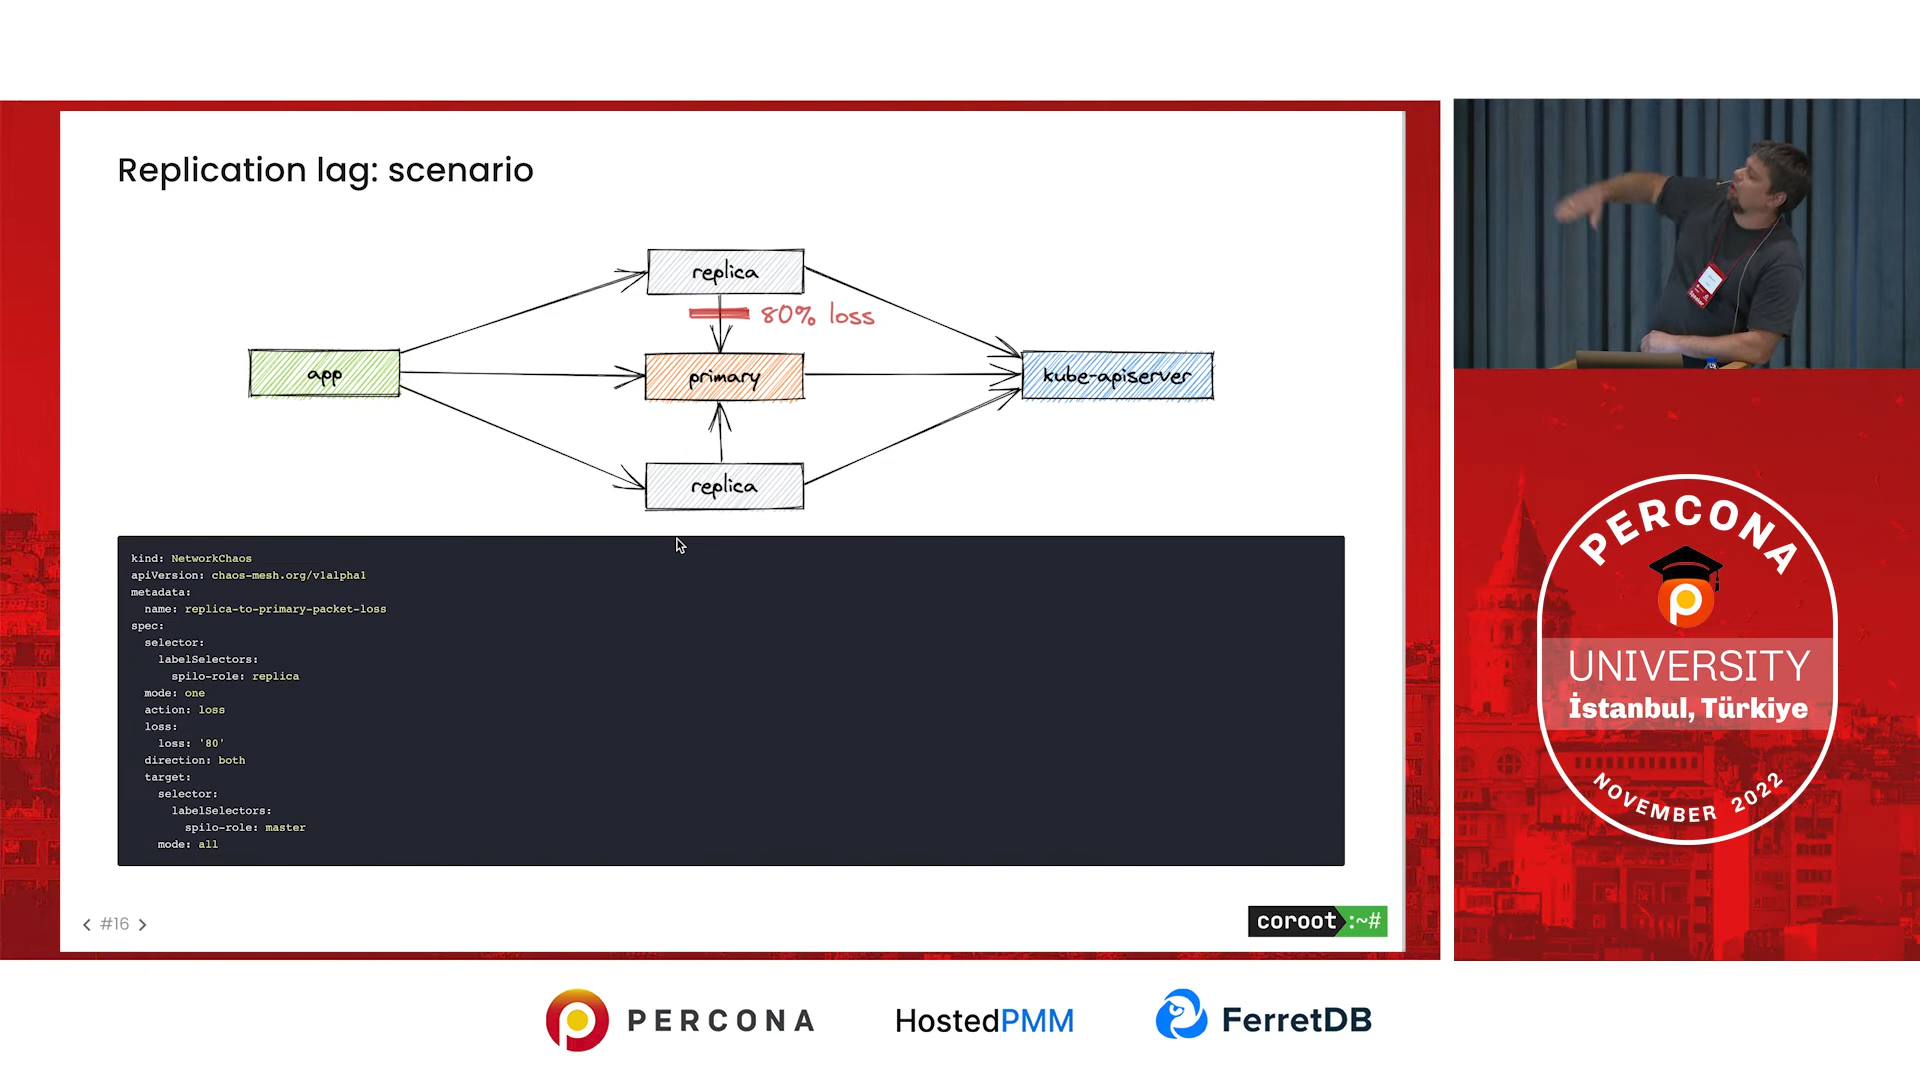 Replication lag: scenario
replica
80% loss
app
primary
kube-apiserver
replica
kind: NetworkChaos
apiVersion: chaos-mesh.org/v1alpha1
metadata:
  name: replica-to-primary-packet-loss
spec:
  selector:
    labelSelectors:
      spilo-role: replica
  mode: one
  action: loss
  loss:
    loss: '80'
  direction: both
  target:
    selector:
      labelSelectors:
        spilo-role: master
    mode: all
< #16 >
coroot :~#
PERCONA
UNIVERSITY
İstanbul, Türkiye
NOVEMBER 2022
PERCONA
HostedPMM
FerretDB